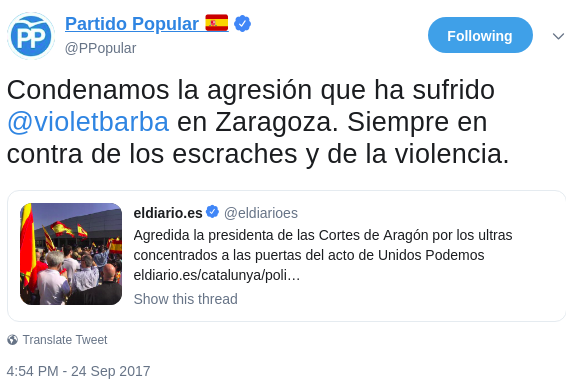 Partido Popular 🇪🇸
@PPopular
Following
Condenamos la agresión que ha sufrido
@violetbarba en Zaragoza. Siempre en
contra de los escraches y de la violencia.
eldiario.es @eldiarioes
Agredida la presidenta de las Cortes de Aragón por los ultras
concentrados a las puertas del acto de Unidos Podemos
eldiario.es/catalunya/poli…
Show this thread
Translate Tweet
4:54 PM - 24 Sep 2017